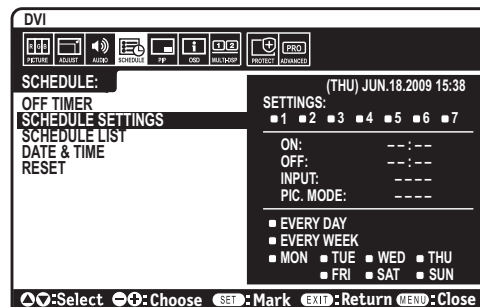 DVI
RGB
PICTURE ADJUST AUDIO SCHEDULE PIP OSD MULTI-DSP PROTECT ADVANCED
1 2
PRO
SCHEDULE:
OFF TIMER
SCHEDULE SETTINGS
SCHEDULE LIST
DATE & TIME
RESET
(THU) JUN.18.2009 15:38
SETTINGS:
1 2 3 4 5 6 7
ON: --:--
OFF: --:--
INPUT: ----
PIC. MODE: ----
EVERY DAY
EVERY WEEK
MON TUE WED THU
FRI SAT SUN
:Select :Choose SET:Mark EXIT:Return MENU:Close